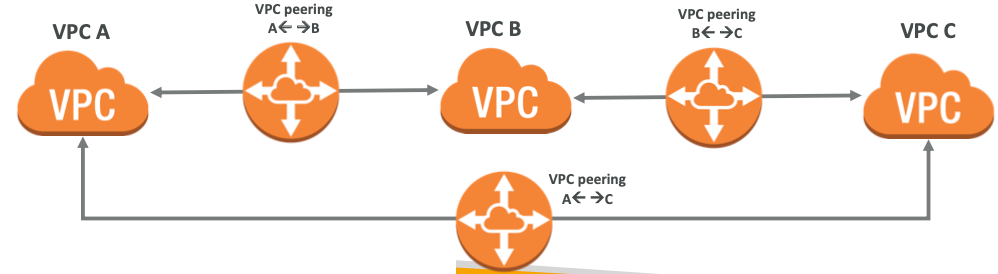 VPC A
VPC peering
A← →B
VPC B
VPC peering
B← →C
VPC C
VPC
VPC
VPC
VPC peering
A← →C